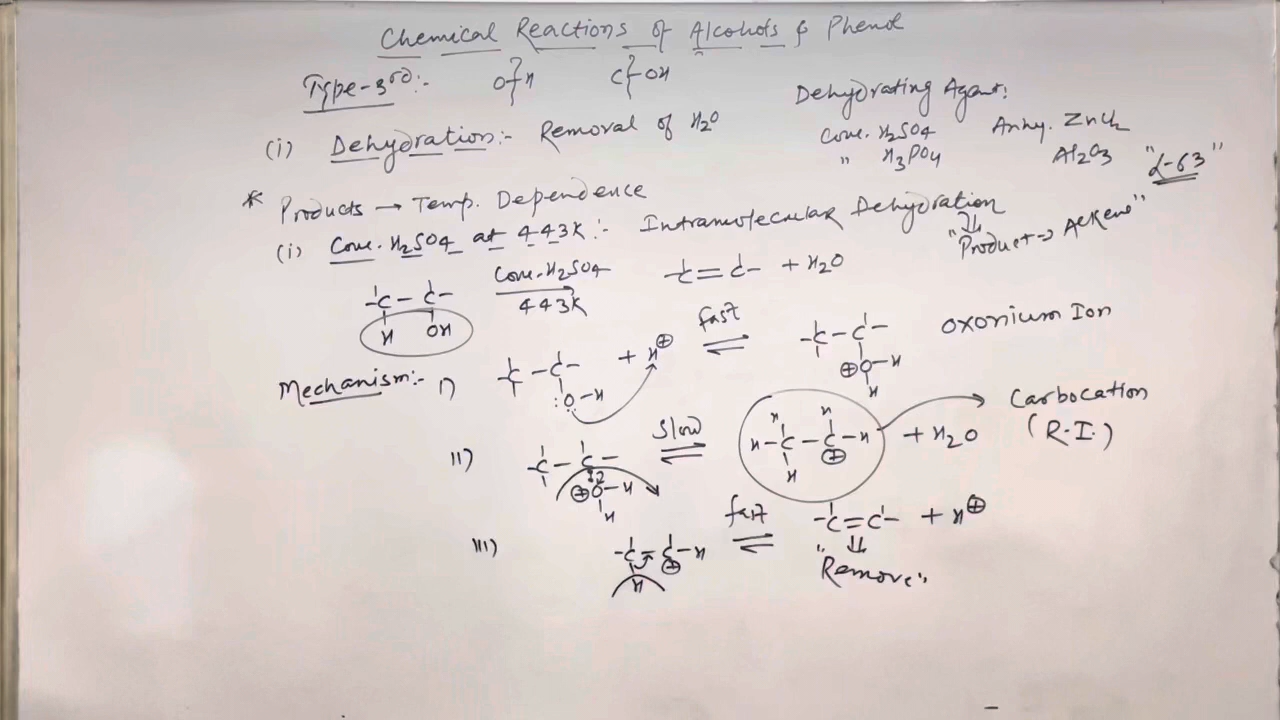 Chemical Reactions of Alcohols & Phenol
Type-3rd:- O}H C}-OH
Dehydrating Agent:
(i) Dehydration:- Removal of H2O
Conc. H2SO4 Anhy. ZnCl2
" H3PO4 Al2O3
"L-63"
* Products → Temp. Dependence
(i) Conc. H2SO4 at 443K:- Intramolecular Dehydration
"Product → Alkene"
-C-C- H OH Conc. H2SO4 443K -C=C- + H2O
Mechanism:- i) -C-C- :O-H + H⊕ fast ⇌ -C-C- ⊕O-H H Oxonium Ion
ii) -C-C- ⊕O-H H slow ⇌ H-C-C-H H H H ⊕ + H2O Carbocation
(R.I.)
iii) -C-C-H H ⊕ fast ⇌ -C=C- + H⊕
"Remove"